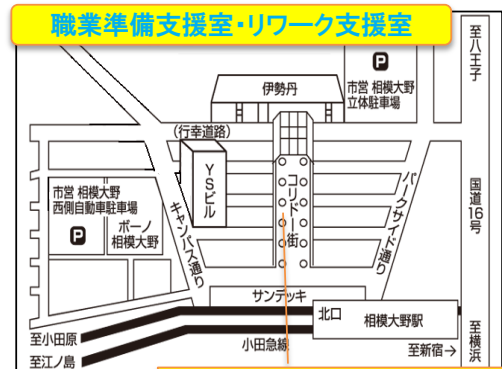 職業準備支援室・リワーク支援室
至八王子
P
市営 相模大野
立体駐車場
伊勢丹
(行幸道路)
YSビル
コリドー街
パークサイド通り
国道16号
市営 相模大野
西側自動車駐車場
P
ボーノ
相模大野
キャンパス通り
サンデッキ
北口
相模大野駅
至小田原
小田急線
至新宿→
至横浜
至江ノ島